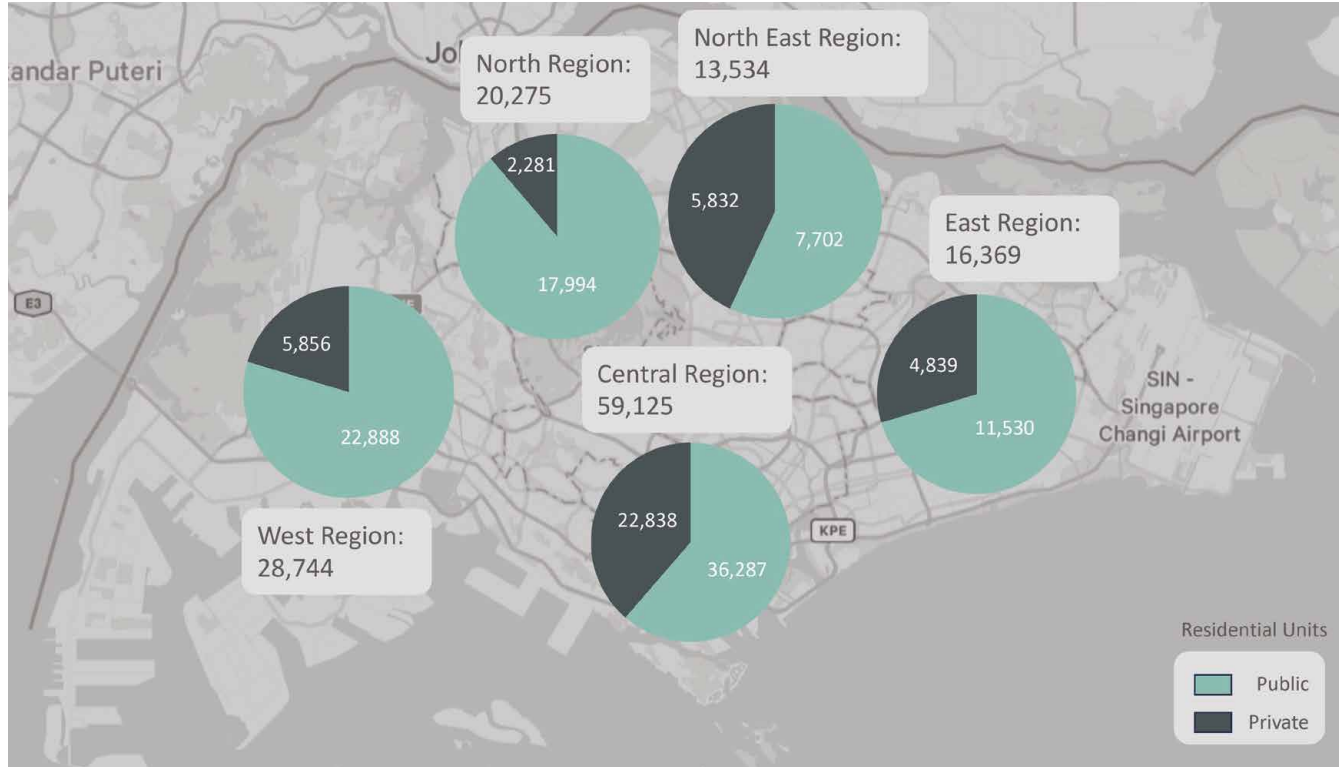 North East Region:
13,534
North Region:
20,275
andar Puteri
Jo
2,281
17,994
5,832
7,702
East Region:
16,369
E3
5,856
22,888
Central Region:
59,125
4,839
11,530
SIN -
Singapore
Changi Airport
West Region:
28,744
22,838
36,287
KPE
Residential Units
Public
Private